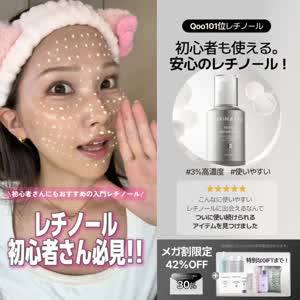 初心者さんにもおすすめの入門レチノール
レチノール
初心者さん必見!!
Qoo101位レチノール
初心者も使える。
安心のレチノール！
#3%高濃度 #使いやすい
★★★★★
こんなに使いやすい
レチノールに出会えるなんて
ついに使い続けられる
アイテムを見つけました
メガ割限定
42%OFF
30
特別なGIFTまで！
+